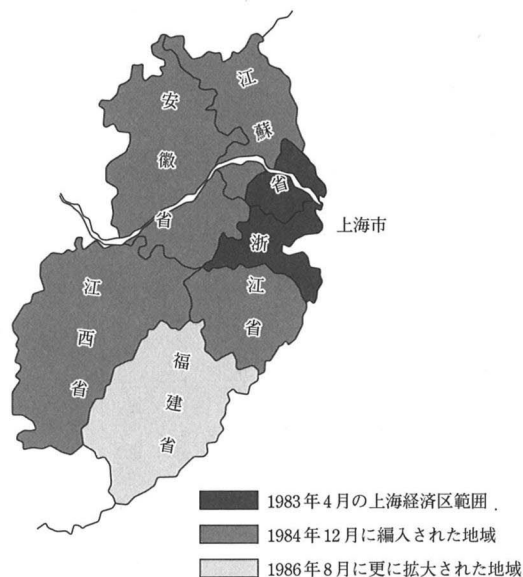 江蘇省
安徽省
上海市
浙江省
江西省
福建省
1983年4月の上海経済区範囲
1984年12月に編入された地域
1986年8月に更に拡大された地域